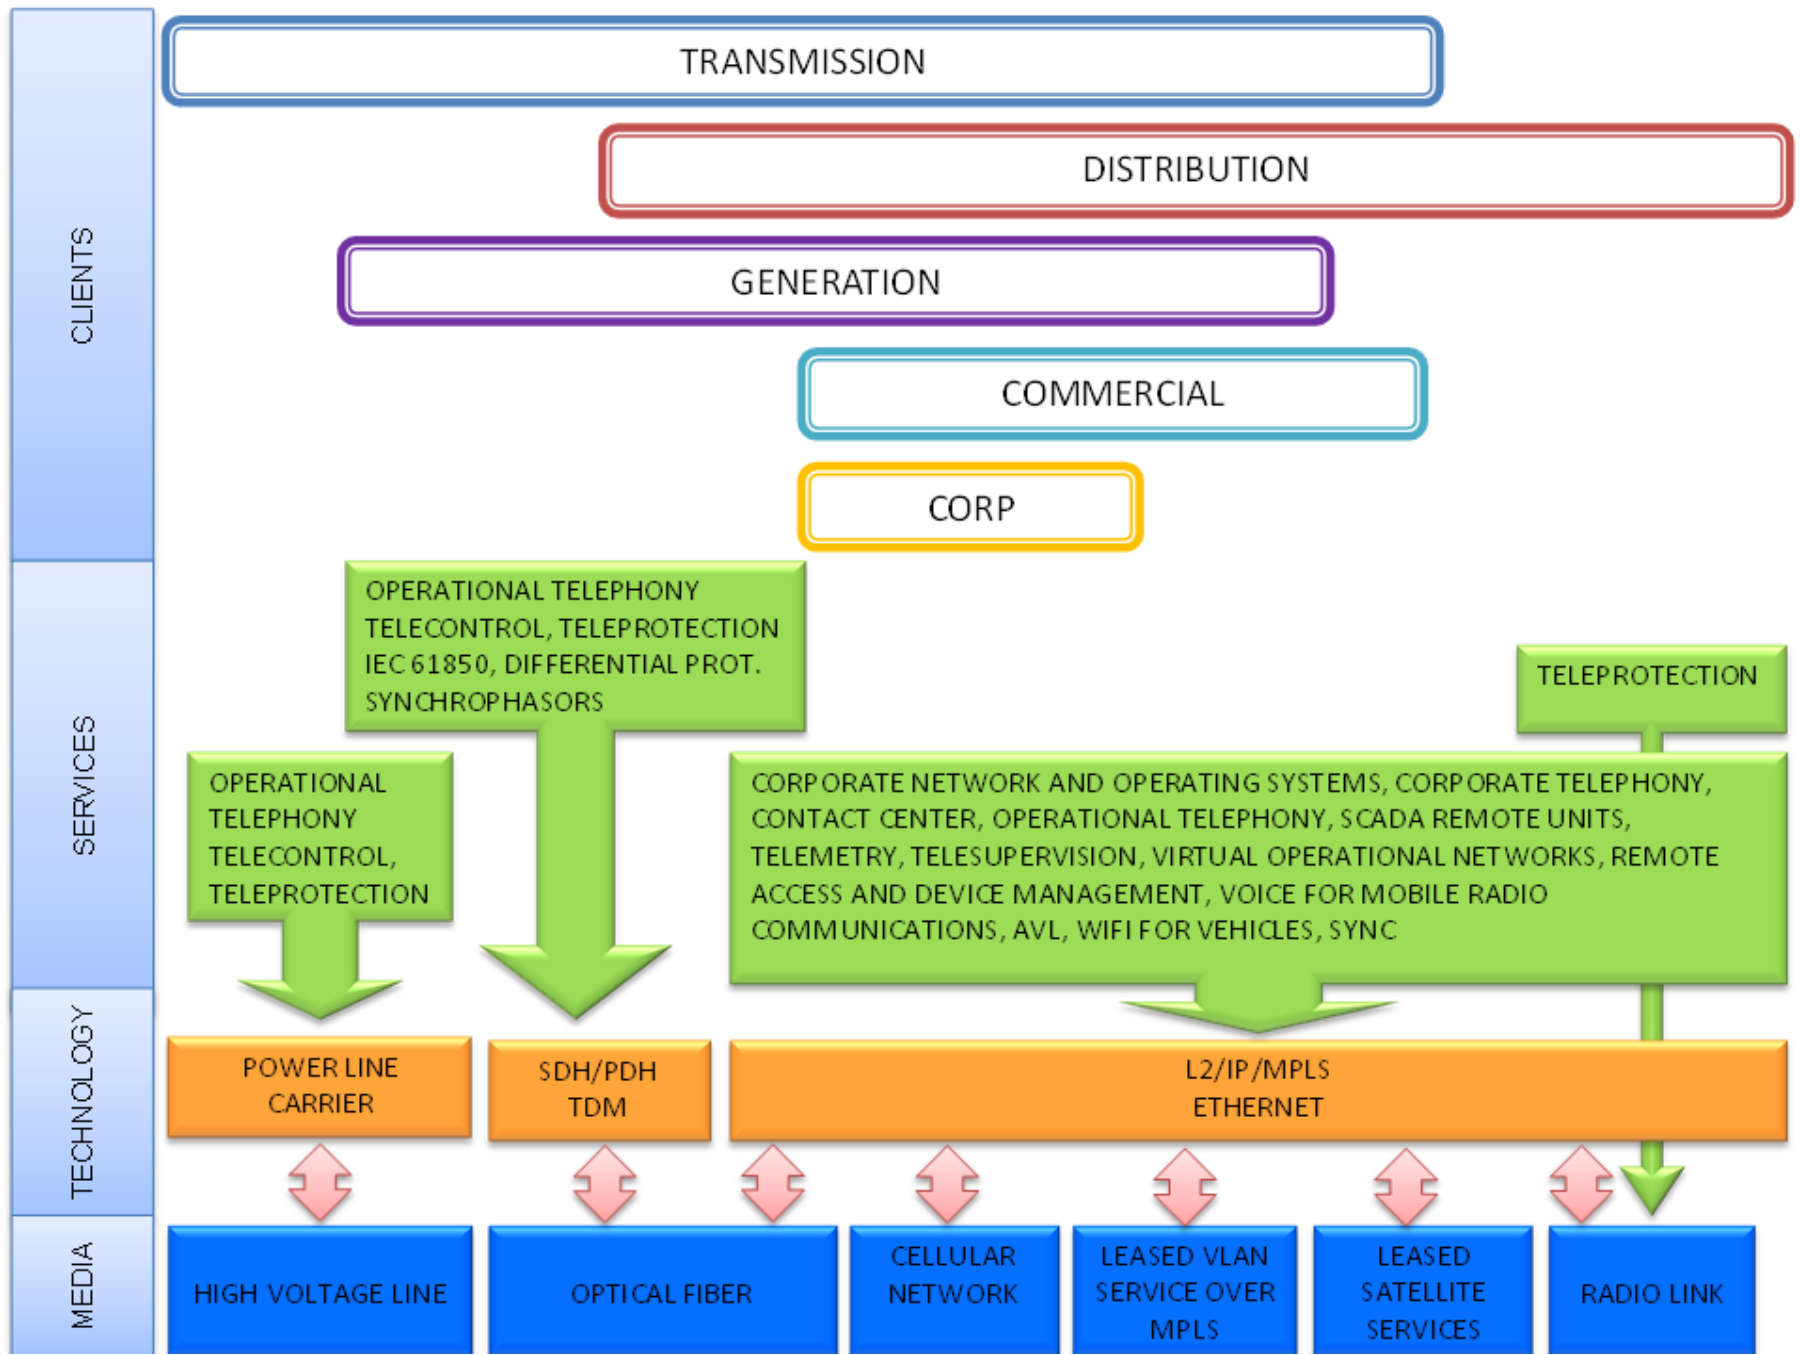 CLIENTS
TRANSMISSION
DISTRIBUTION
GENERATION
COMMERCIAL
CORP
SERVICES
OPERATIONAL TELEPHONY
TELECONTROL, TELEPROTECTION
IEC 61850, DIFFERENTIAL PROT.
SYNCHROPHASORS
TELEPROTECTION
OPERATIONAL
TELEPHONY
TELECONTROL,
TELEPROTECTION
CORPORATE NETWORK AND OPERATING SYSTEMS, CORPORATE TELEPHONY,
CONTACT CENTER, OPERATIONAL TELEPHONY, SCADA REMOTE UNITS,
TELEMETRY, TELESUPERVISION, VIRTUAL OPERATIONAL NETWORKS, REMOTE
ACCESS AND DEVICE MANAGEMENT, VOICE FOR MOBILE RADIO
COMMUNICATIONS, AVL, WIFI FOR VEHICLES, SYNC
TECHNOLOGY
POWER LINE
CARRIER
SDH/PDH
TDM
L2/IP/MPLS
ETHERNET
MEDIA
HIGH VOLTAGE LINE
OPTICAL FIBER
CELLULAR
NETWORK
LEASED VLAN
SERVICE OVER
MPLS
LEASED
SATELLITE
SERVICES
RADIO LINK